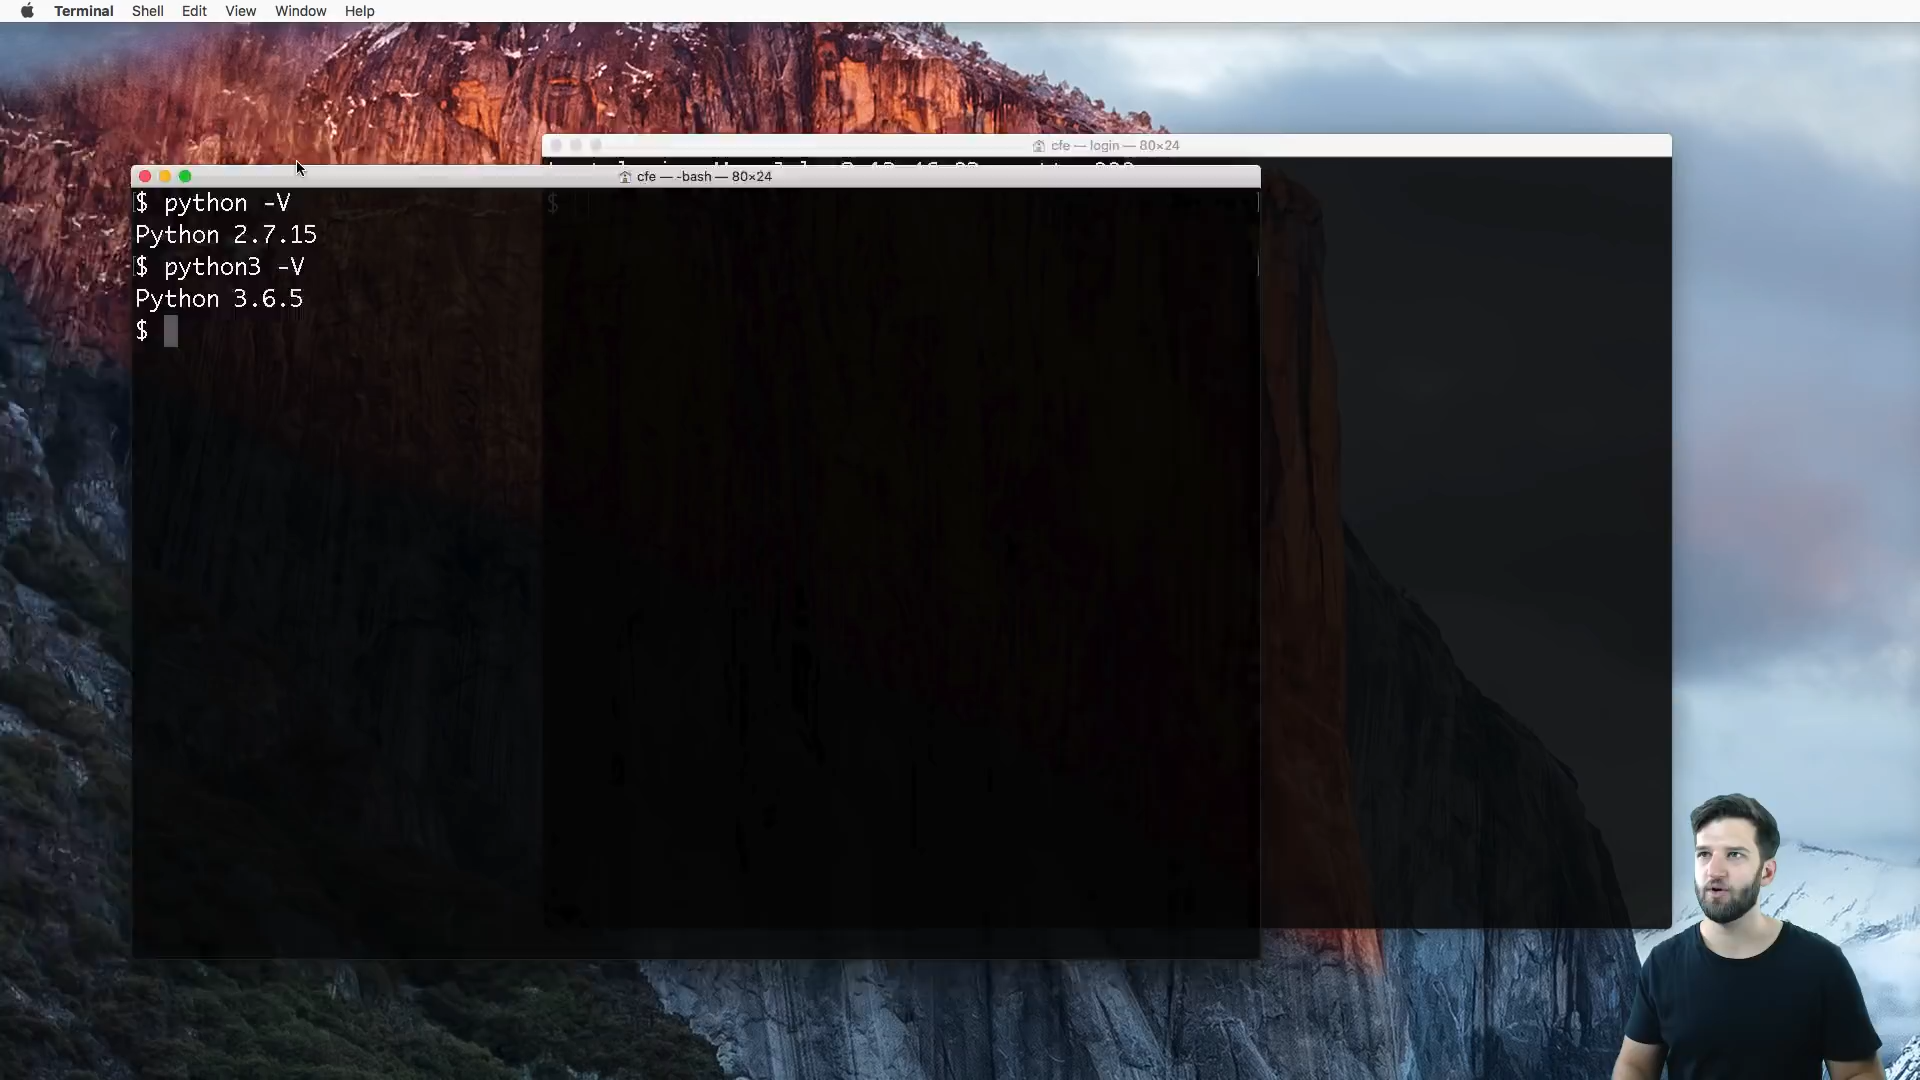 Terminal Shell Edit View Window Help
cfe — login — 80×24
cfe — -bash — 80×24
$ python -V
Python 2.7.15
$ python3 -V
Python 3.6.5
$
$